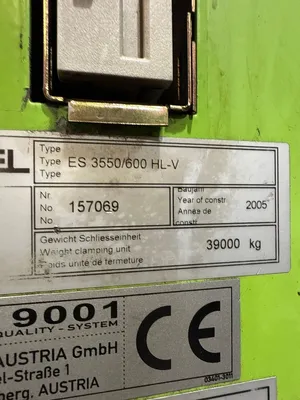 EL
Type
Type ES 3550/600 HL-V
Type
Nr.
No 157069
No
Baujahr
Year of constr. 2005
Année de
constr.
Gewicht Schliesseinheit
Weight clamping unit 39000 kg
Poids unité de fermeture
9001
QUALITY - SYSTEM
CE
AUSTRIA GmbH
el-Straße 1
berg, AUSTRIA